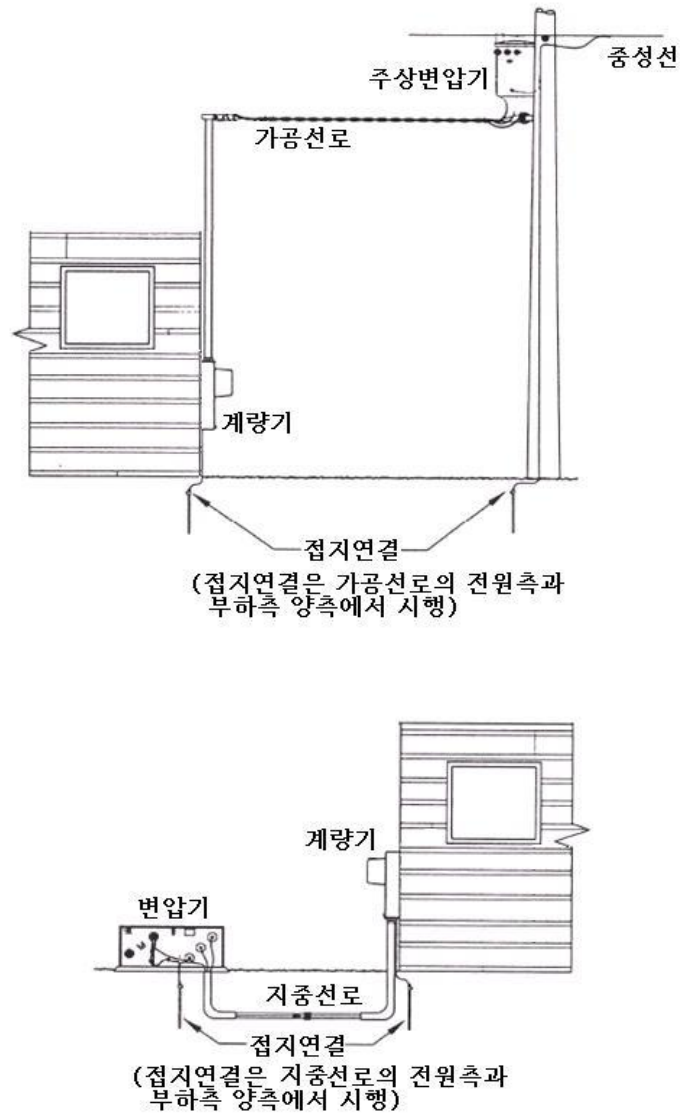 중성선
주상변압기
가공선로
계량기
접지연결
(접지연결은 가공선로의 전원측과
부하측 양측에서 시행)
계량기
변압기
지중선로
접지연결
(접지연결은 지중선로의 전원측과
부하측 양측에서 시행)